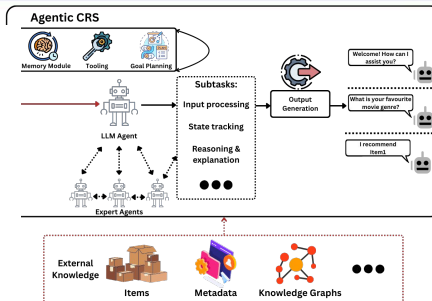 Agentic CRS
Memory Module
Tooling
Goal Planning
LLM Agent
Expert Agents
Subtasks:
Input processing
State tracking
Reasoning &
explanation
Output
Generation
Welcome! How can I
assist you?
What is your favourite
movie genre?
I recommend
Item1
External
Knowledge
Items
Metadata
Knowledge Graphs